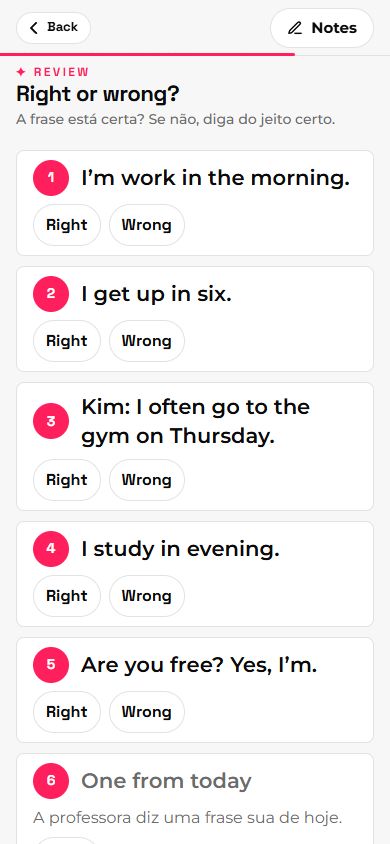 Back
Notes
✦ REVIEW
Right or wrong?
A frase está certa? Se não, diga do jeito certo.
1 I’m work in the morning.
Right Wrong
2 I get up in six.
Right Wrong
3 Kim: I often go to the
gym on Thursday.
Right Wrong
4 I study in evening.
Right Wrong
5 Are you free? Yes, I’m.
Right Wrong
6 One from today
A professora diz uma frase sua de hoje.